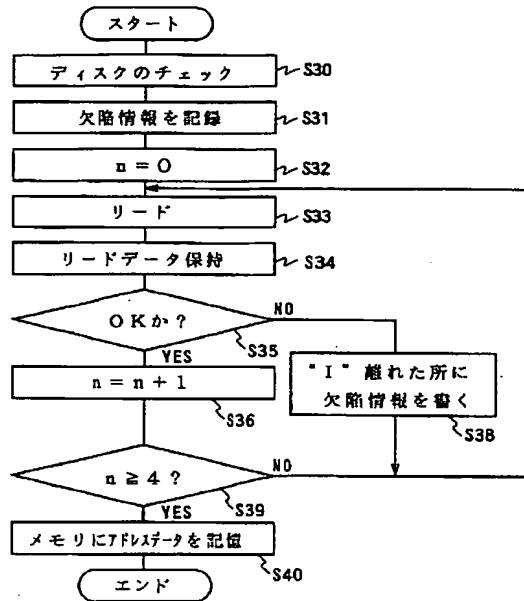 スタート
ディスクのチェック
S30
欠陥情報を記録
S31
n=0
S32
リード
S33
リードデータ保持
S34
OKか?
NO
S35
YES
n=n+1
S36
"I" 離れた所に
欠陥情報を書く
S38
n≧4?
NO
S39
YES
メモリにアドレスデータを記憶
S40
エンド